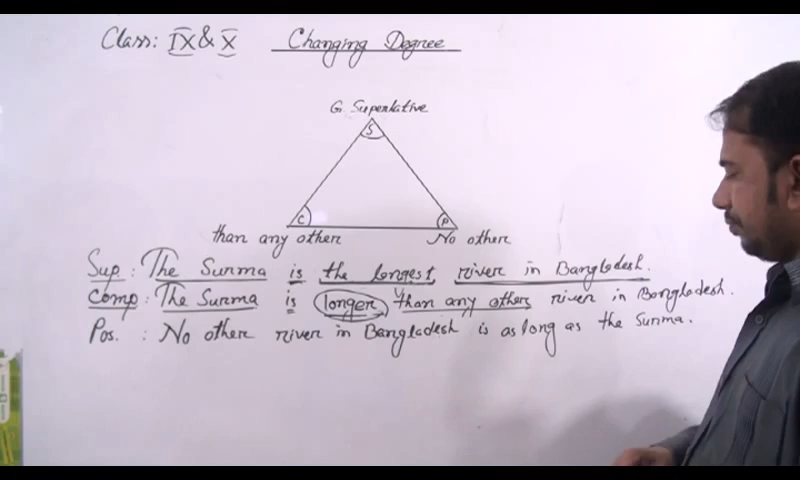 Class: IX & X Changing Degree
G. Superlative
S
C P
than any other No other
Sup: The Surma is the longest river in Bangladesh.
Comp: The Surma is longer than any other river in Bangladesh.
Pos. : No other river in Bangladesh is as long as the Surma.